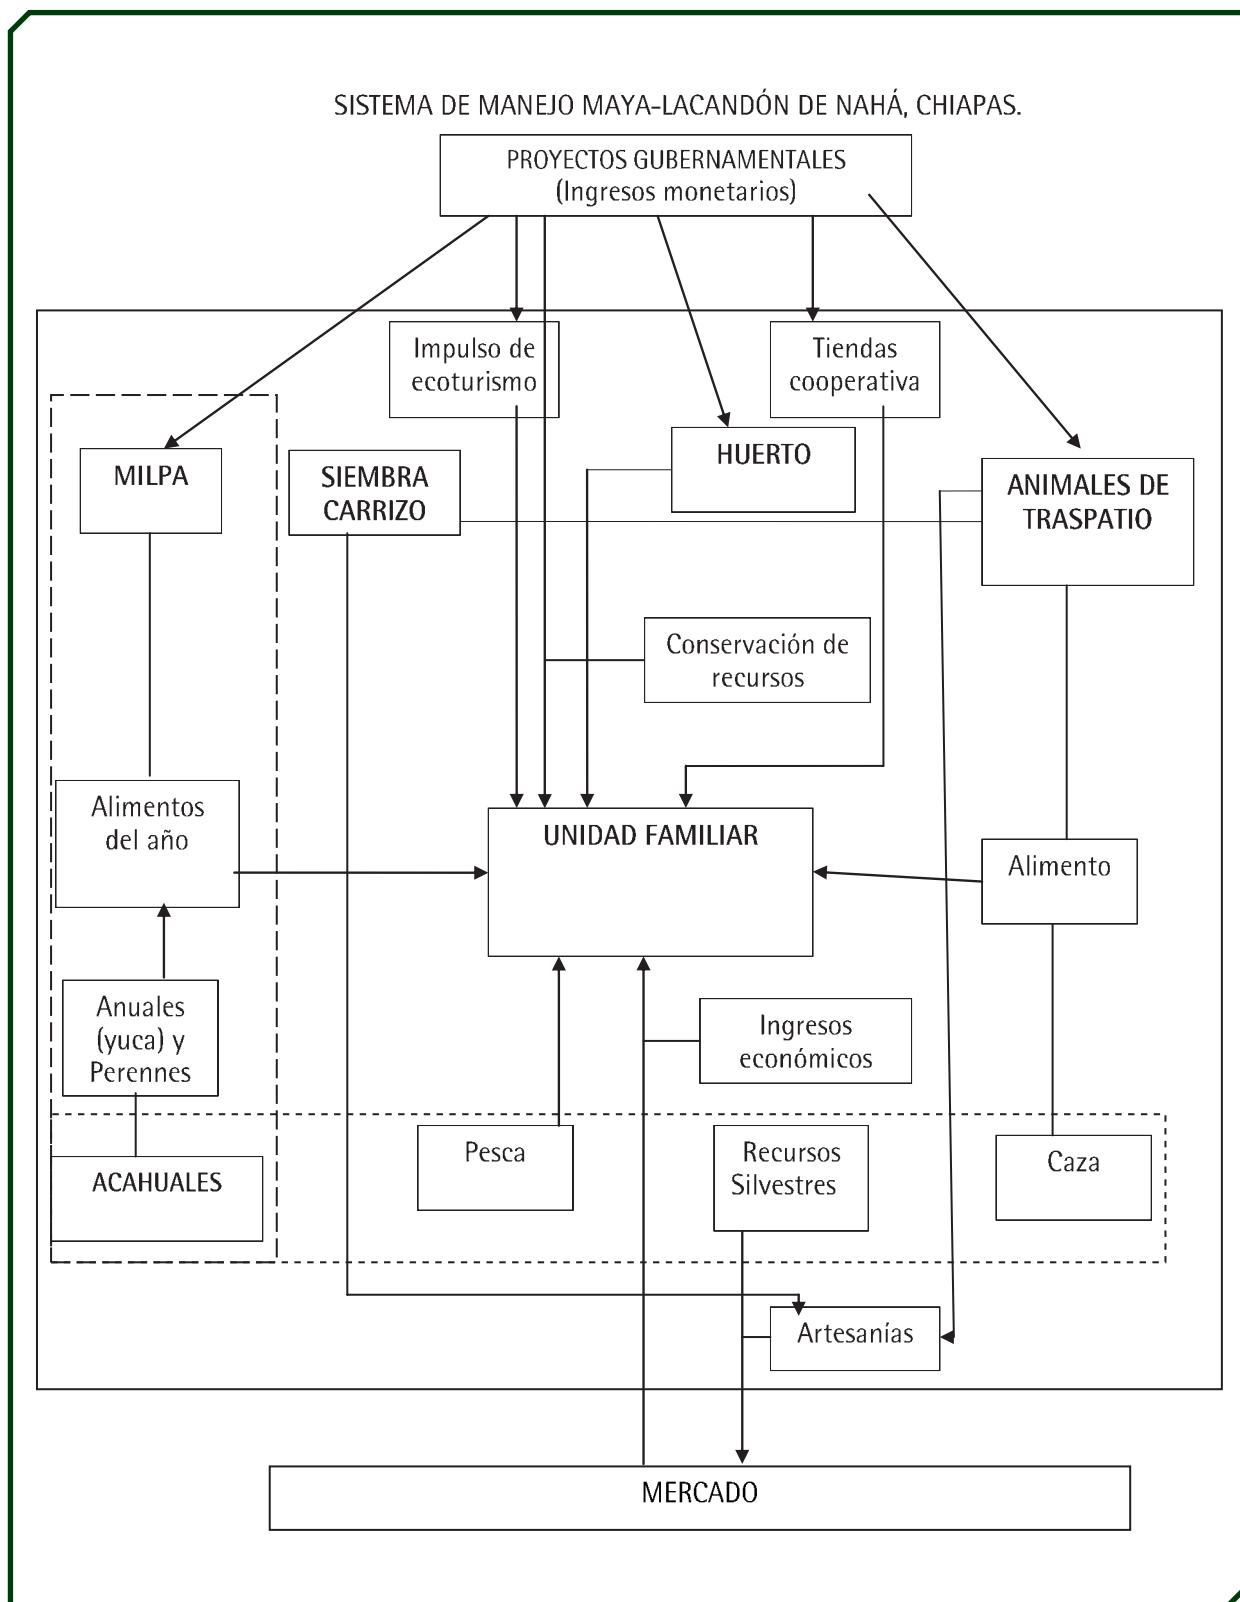 SISTEMA DE MANEJO MAYA-LACANDÓN DE NAHÁ, CHIAPAS.
PROYECTOS GUBERNAMENTALES
(Ingresos monetarios)
Impulso de
ecoturismo
Tiendas
cooperativa
MILPA
SIEMBRA
CARRIZO
HUERTO
ANIMALES DE
TRASPATIO
Conservación de
recursos
Alimentos
del año
UNIDAD FAMILIAR
Alimento
Anuales
(yuca) y
Perennes
Ingresos
económicos
ACAHUALES
Pesca
Recursos
Silvestres
Caza
Artesanías
MERCADO